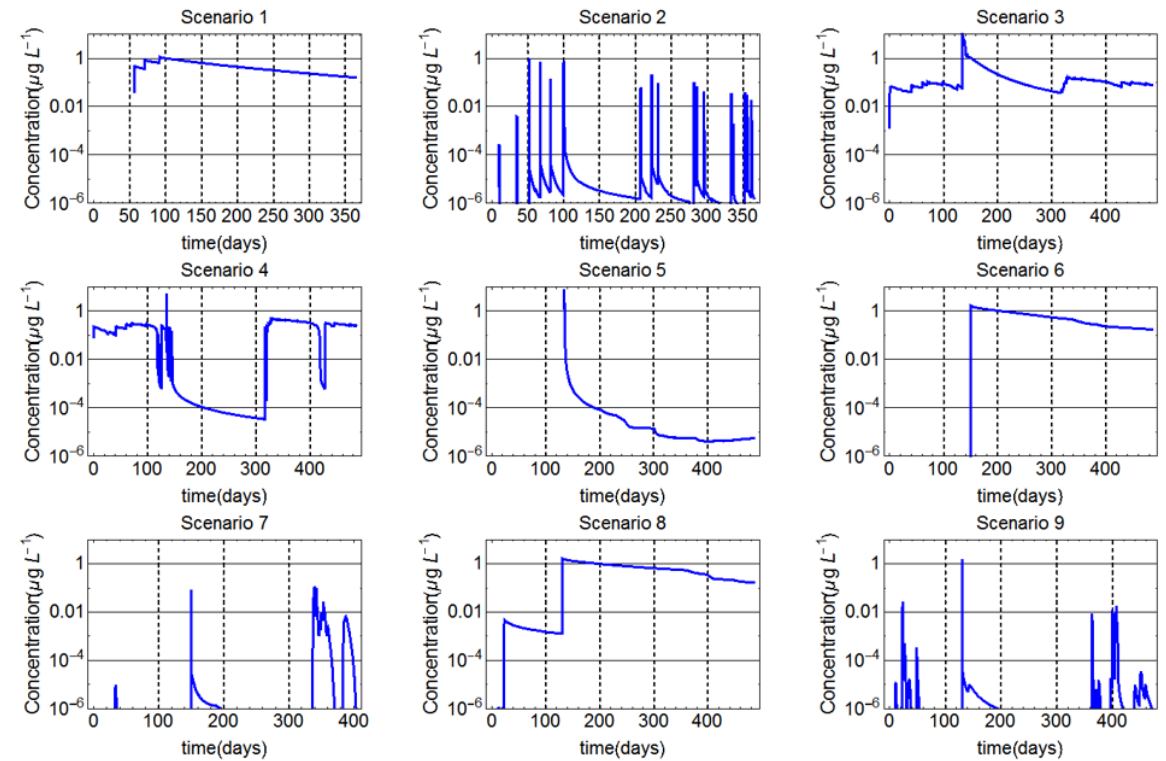 Scenario 1 Scenario 2 Scenario 3
Concentration(µg L⁻¹) 1 0.01 10⁻⁴ 10⁻⁶ Concentration(µg L⁻¹) 1 0.01 10⁻⁴ 10⁻⁶ Concentration(µg L⁻¹) 1 0.01 10⁻⁴ 10⁻⁶
0 50 100 150 200 250 300 350 0 50 100 150 200 250 300 350 0 100 200 300 400
time(days) time(days) time(days)
Scenario 4 Scenario 5 Scenario 6
Concentration(µg L⁻¹) 1 0.01 10⁻⁴ 10⁻⁶ Concentration(µg L⁻¹) 1 0.01 10⁻⁴ 10⁻⁶ Concentration(µg L⁻¹) 1 0.01 10⁻⁴ 10⁻⁶
0 100 200 300 400 0 100 200 300 400 0 100 200 300 400
time(days) time(days) time(days)
Scenario 7 Scenario 8 Scenario 9
Concentration(µg L⁻¹) 1 0.01 10⁻⁴ 10⁻⁶ Concentration(µg L⁻¹) 1 0.01 10⁻⁴ 10⁻⁶ Concentration(µg L⁻¹) 1 0.01 10⁻⁴ 10⁻⁶
0 100 200 300 400 0 100 200 300 400 0 100 200 300 400
time(days) time(days) time(days)